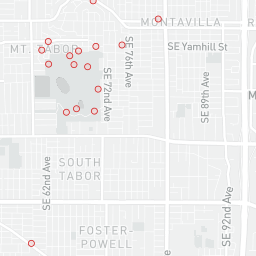 MONTAVILLA
SE Yamhill St
MT TABOR
SE 76th Ave
SE 72nd Ave
SE 89th Ave
SOUTH
TABOR
SE 62nd Ave
SE 92nd Ave
FOSTER-
POWELL